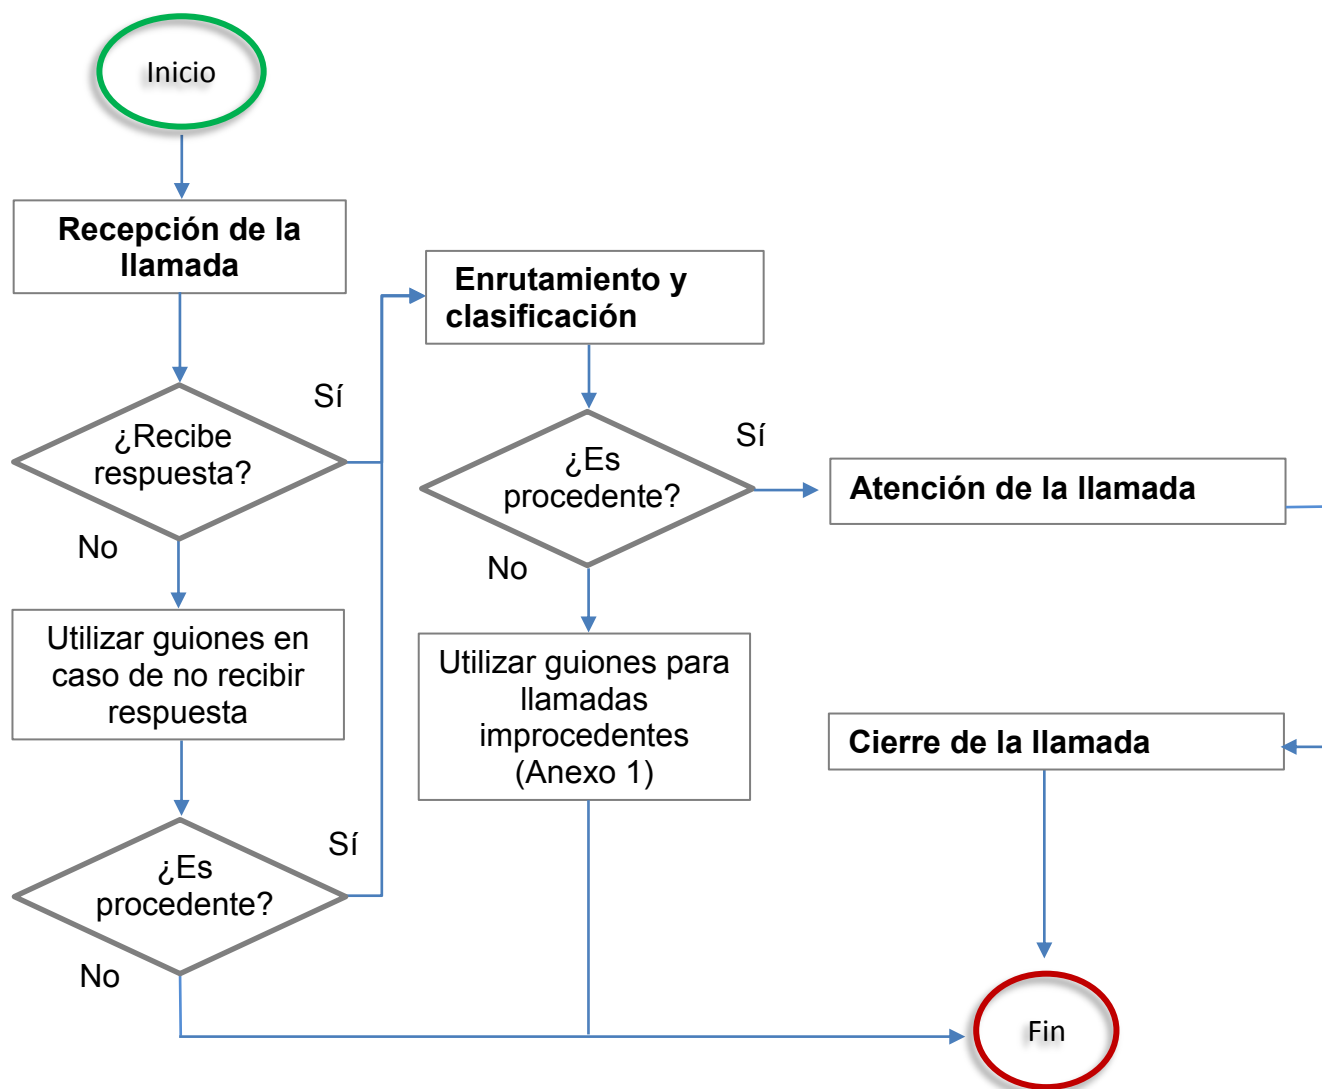 Inicio
Recepción de la
llamada
Sí
¿Recibe
respuesta?
No
Utilizar guiones en
caso de no recibir
respuesta
Sí
¿Es
procedente?
No
Enrutamiento y
clasificación
Sí
¿Es
procedente?
No
Utilizar guiones para
llamadas
improcedentes
(Anexo 1)
Atención de la llamada
Cierre de la llamada
Fin